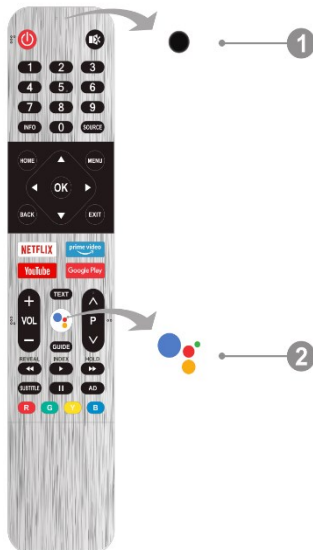 1
1 2 3
4 5 6
7 8 9
INFO 0 SOURCE
HOME MENU
OK
BACK EXIT
NETFLIX prime video
YouTube Google Play
TEXT
+
VOL P
2
−
GUIDE
REVEAL INDEX HOLD
SUBTITLE AD
R G Y B